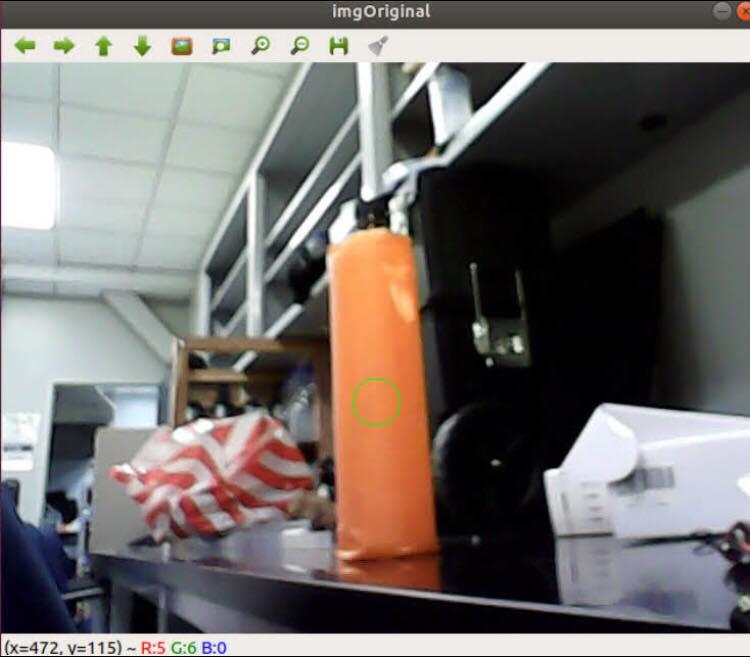 imgOriginal
(x=472, y=115) ~ R:5 G:6 B:0